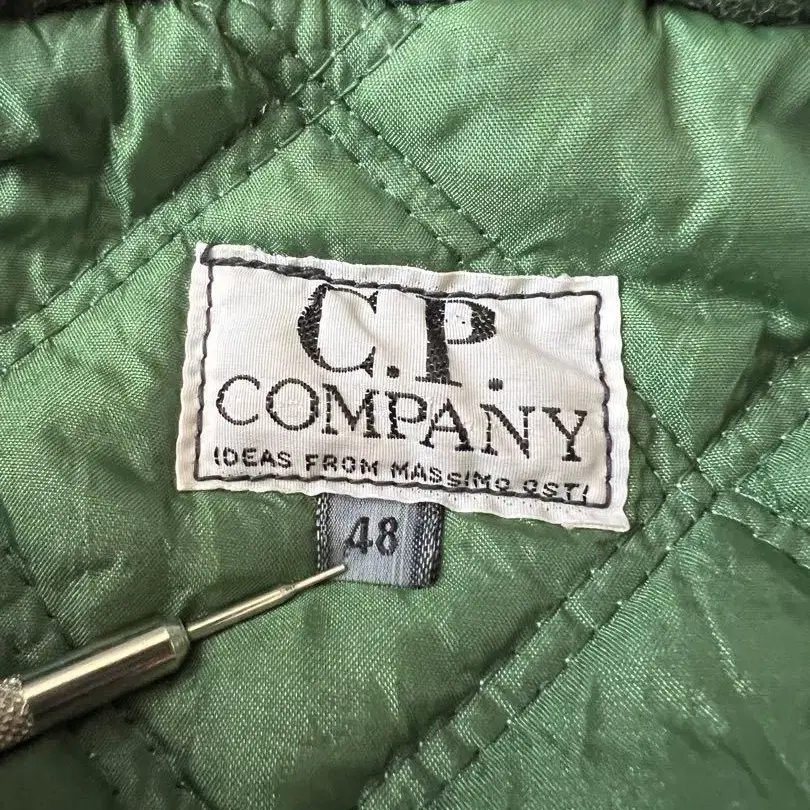 C.P.
COMPANY
IDEAS FROM MASSIMO OSTI
48